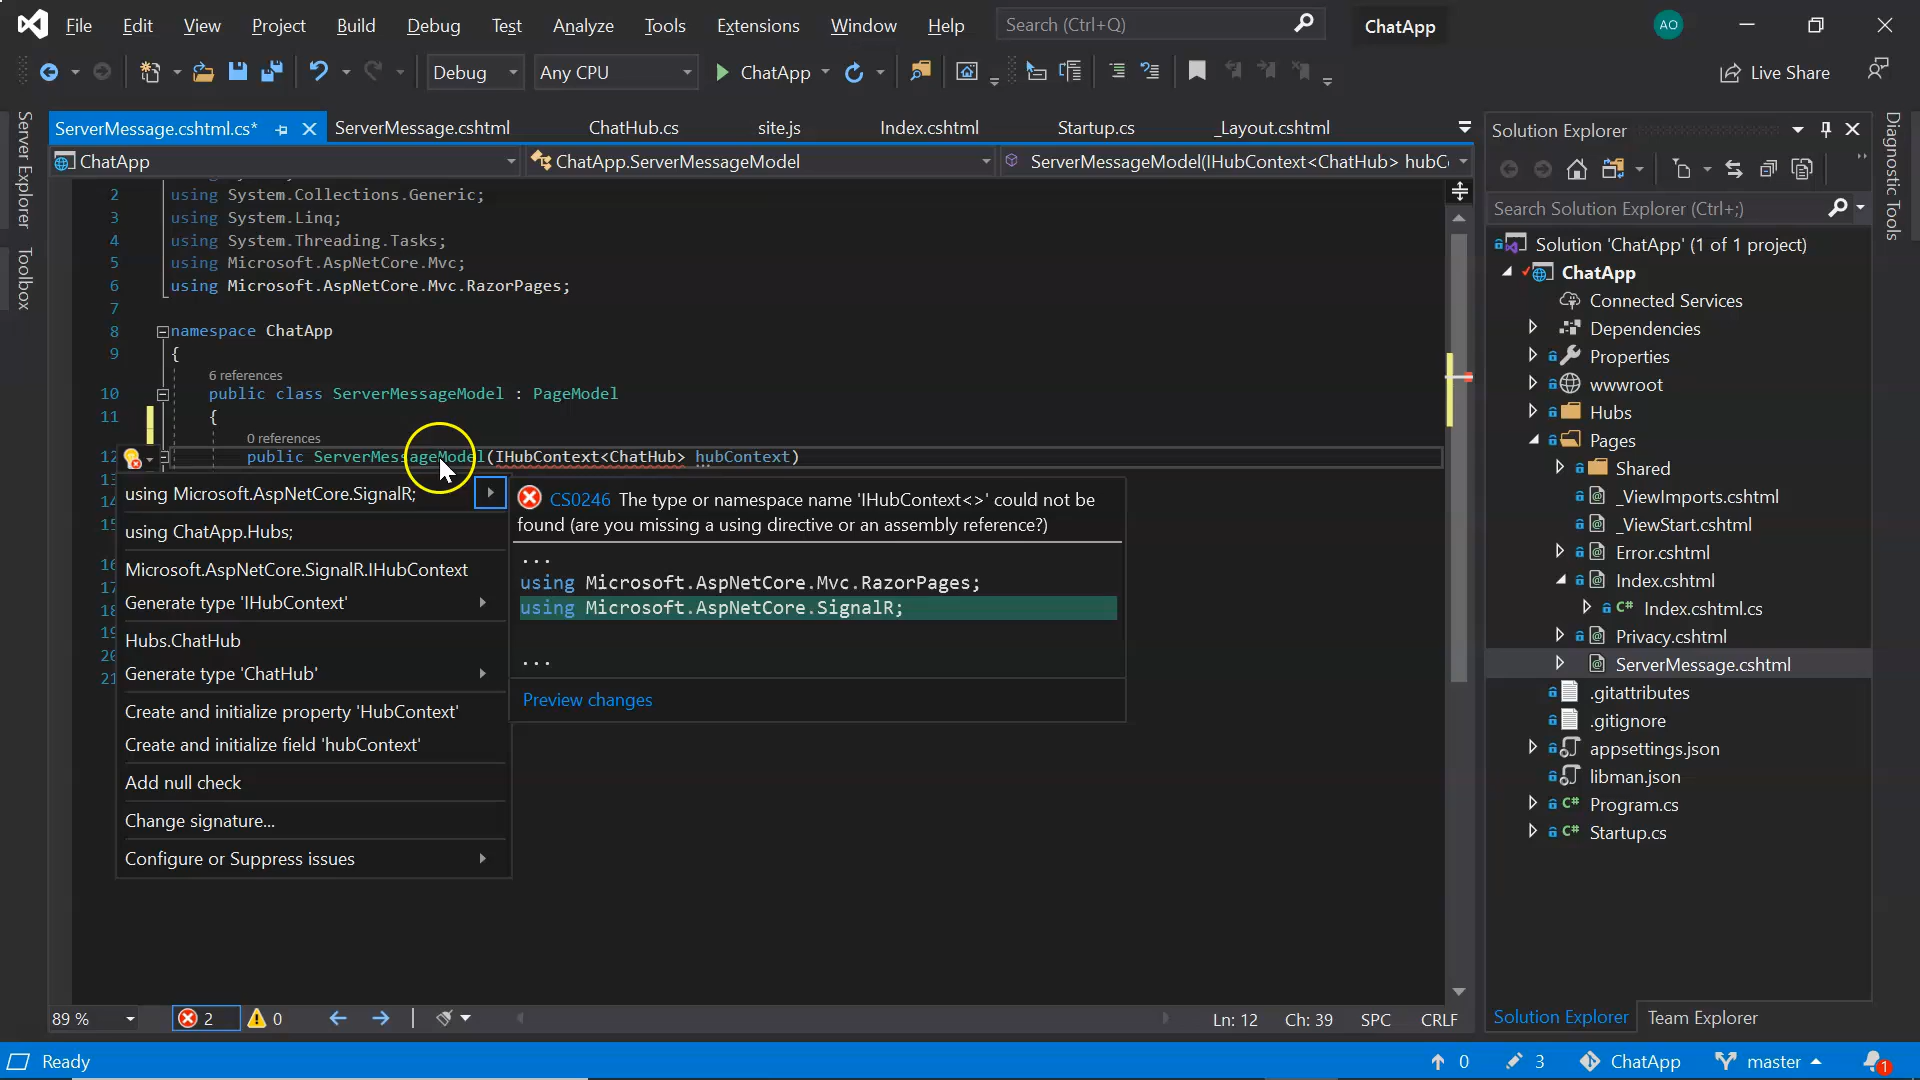 File Edit View Project Build Debug Test Analyze Tools Extensions Window Help Search (Ctrl+Q) ChatApp AO
Debug Any CPU ChatApp Live Share
Server Explorer
Toolbox
ServerMessage.cshtml.cs* ServerMessage.cshtml ChatHub.cs site.js Index.cshtml Startup.cs _Layout.cshtml
ChatApp ChatApp.ServerMessageModel ServerMessageModel(IHubContext<ChatHub> hubCo
2 using System.Collections.Generic;
3 using System.Linq;
4 using System.Threading.Tasks;
5 using Microsoft.AspNetCore.Mvc;
6 using Microsoft.AspNetCore.Mvc.RazorPages;
7
8 namespace ChatApp
9 {
6 references
10 public class ServerMessageModel : PageModel
11 {
0 references
12 public ServerMessageModel(IHubContext<ChatHub> hubContext)
using Microsoft.AspNetCore.SignalR;
using ChatApp.Hubs;
Microsoft.AspNetCore.SignalR.IHubContext
Generate type 'IHubContext'
Hubs.ChatHub
Generate type 'ChatHub'
Create and initialize property 'HubContext'
Create and initialize field 'hubContext'
Add null check
Change signature...
Configure or Suppress issues
CS0246 The type or namespace name 'IHubContext<>' could not be
found (are you missing a using directive or an assembly reference?)
...
using Microsoft.AspNetCore.Mvc.RazorPages;
using Microsoft.AspNetCore.SignalR;
...
Preview changes
89 % 2 0 Ln: 12 Ch: 39 SPC CRLF
Solution Explorer
Search Solution Explorer (Ctrl+;)
Solution 'ChatApp' (1 of 1 project)
ChatApp
Connected Services
Dependencies
Properties
wwwroot
Hubs
Pages
Shared
_ViewImports.cshtml
_ViewStart.cshtml
Error.cshtml
Index.cshtml
C# Index.cshtml.cs
Privacy.cshtml
ServerMessage.cshtml
.gitattributes
.gitignore
appsettings.json
libman.json
C# Program.cs
C# Startup.cs
Solution Explorer Team Explorer
Diagnostic Tools
Ready 0 3 ChatApp master 1